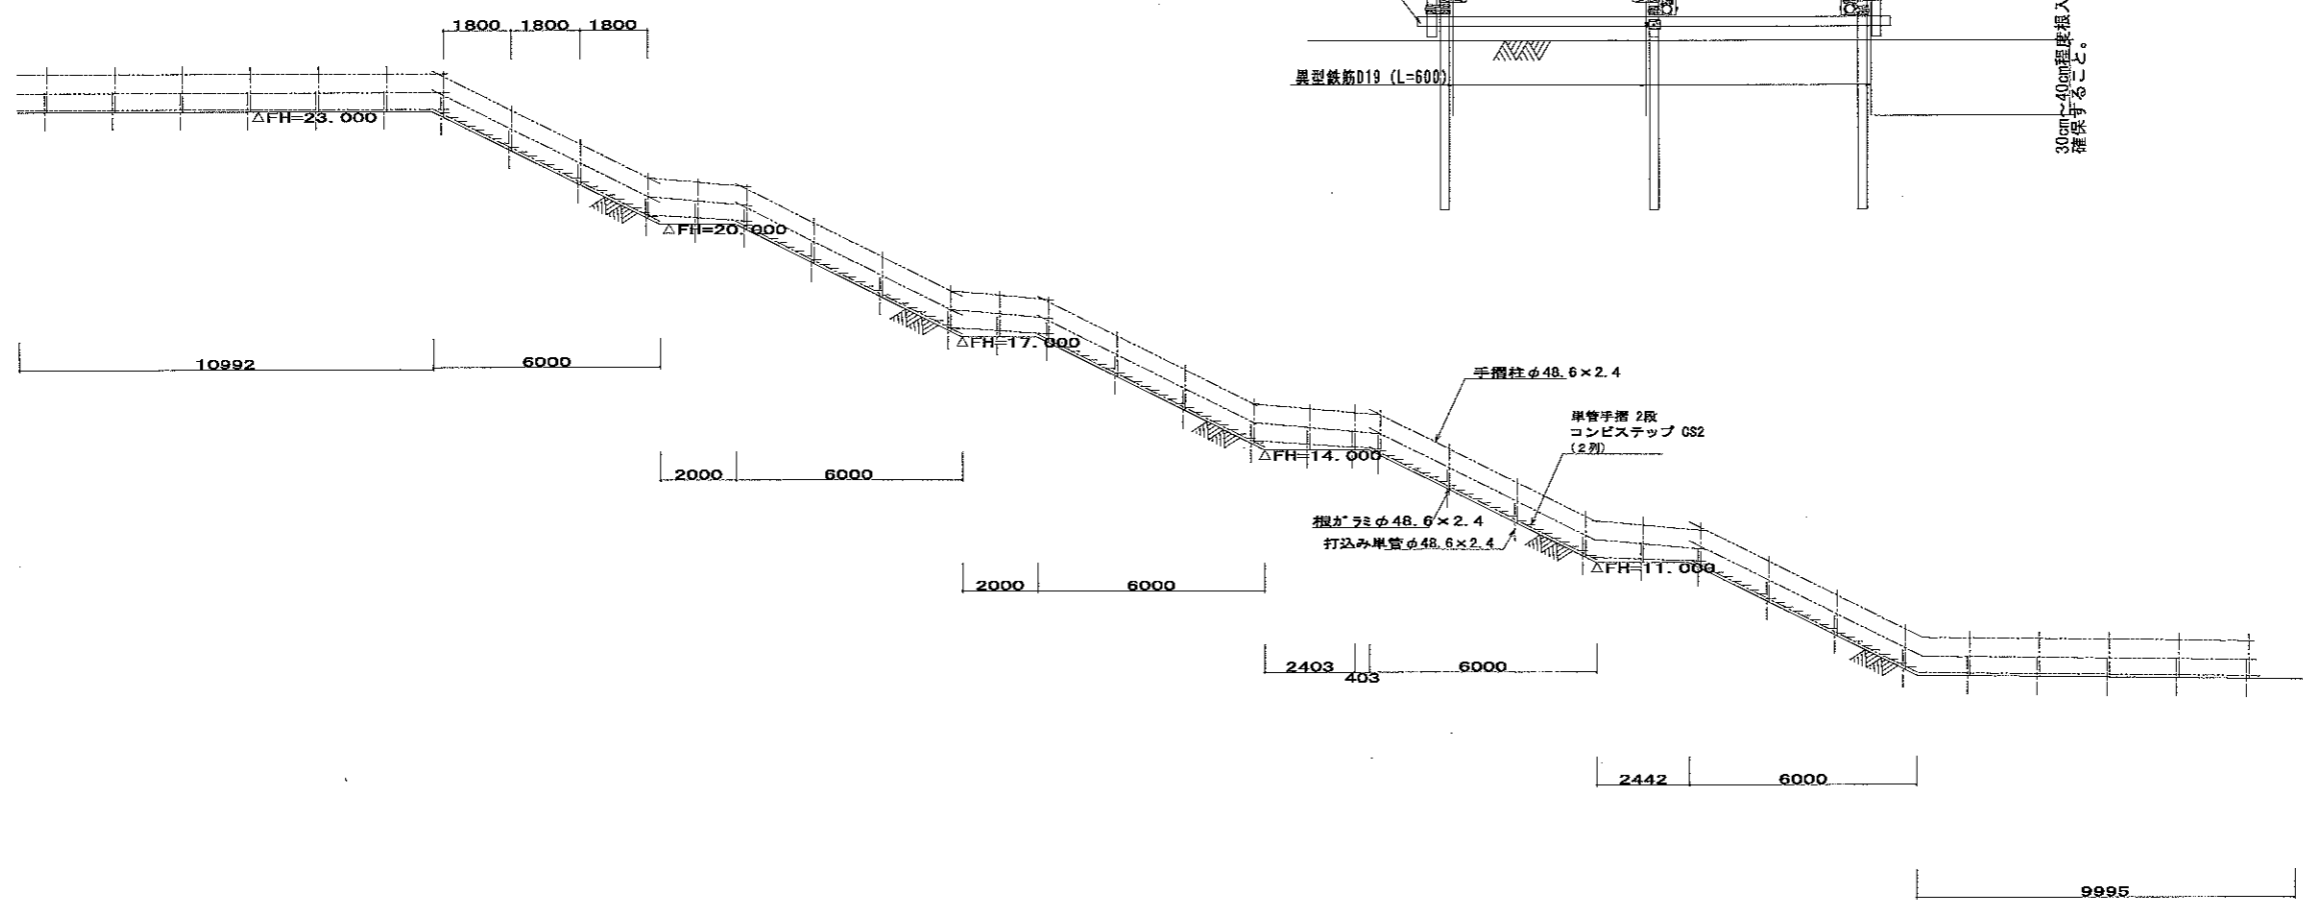 1800 1800 1800
△FH=23.000
異型鉄筋D19 (L=600)
30cm~40cm程度根入
確保すること。
△FH=20.000
△FH=17.000
10992
6000
手摺柱φ48.6×2.4
単管手摺 2段
コンビステップ GS2
(2列)
△FH=14.000
2000
6000
根ガラミφ48.6×2.4
打込み単管φ48.6×2.4
△FH=11.000
2000
6000
2403
403
6000
2442
6000
9995